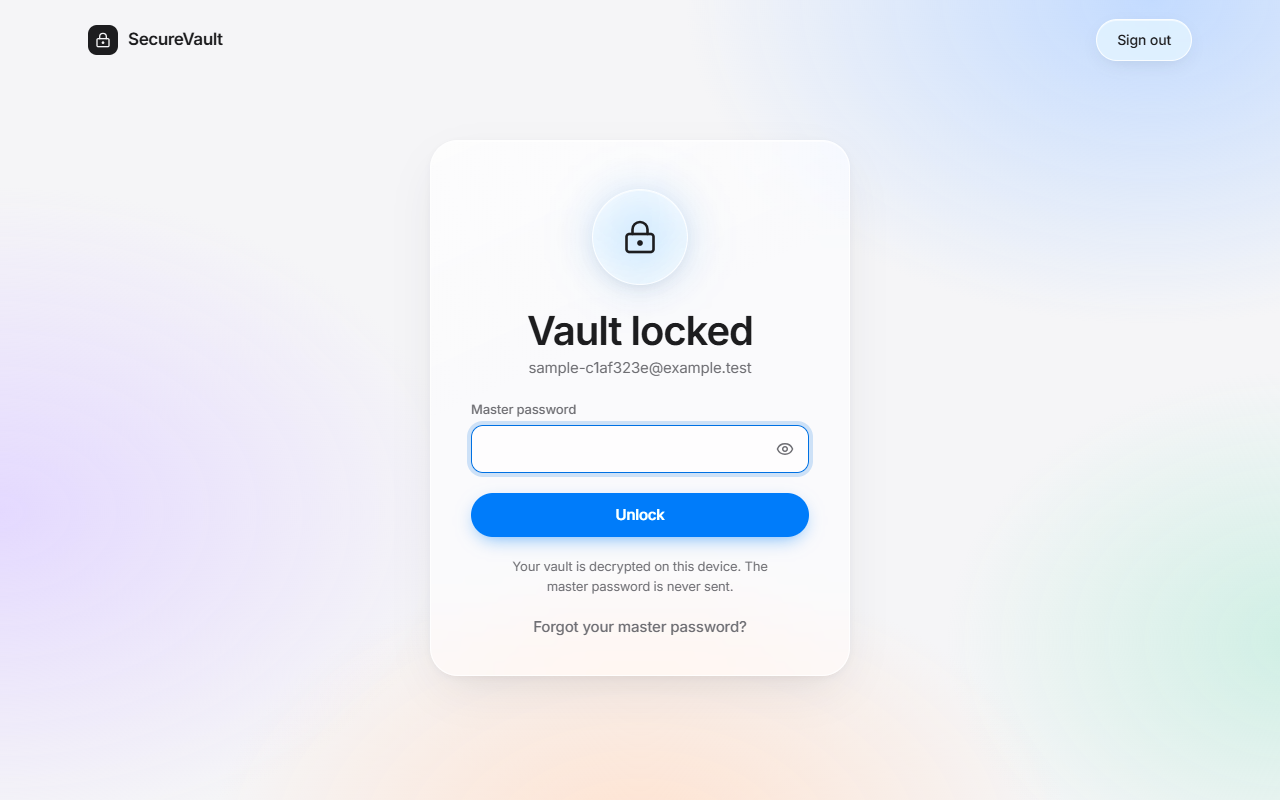 SecureVault
Sign out
Vault locked
sample-c1af323e@example.test
Master password
Unlock
Your vault is decrypted on this device. The
master password is never sent.
Forgot your master password?